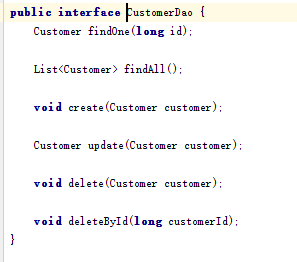 public interface CustomerDao {
Customer findOne(long id);
List<Customer> findAll();
void create(Customer customer);
Customer update(Customer customer);
void delete(Customer customer);
void deleteById(long customerId);
}